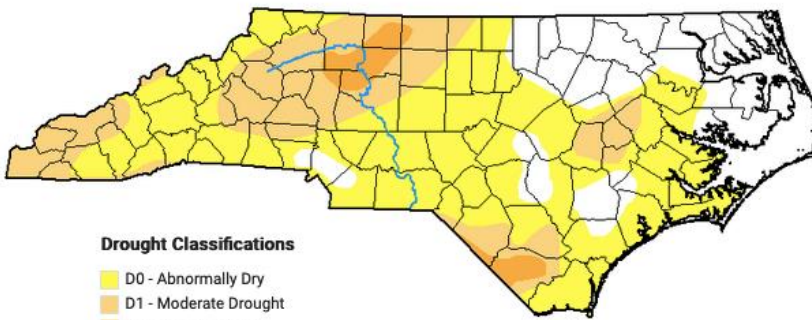 Drought Classifications
D0 - Abnormally Dry
D1 - Moderate Drought